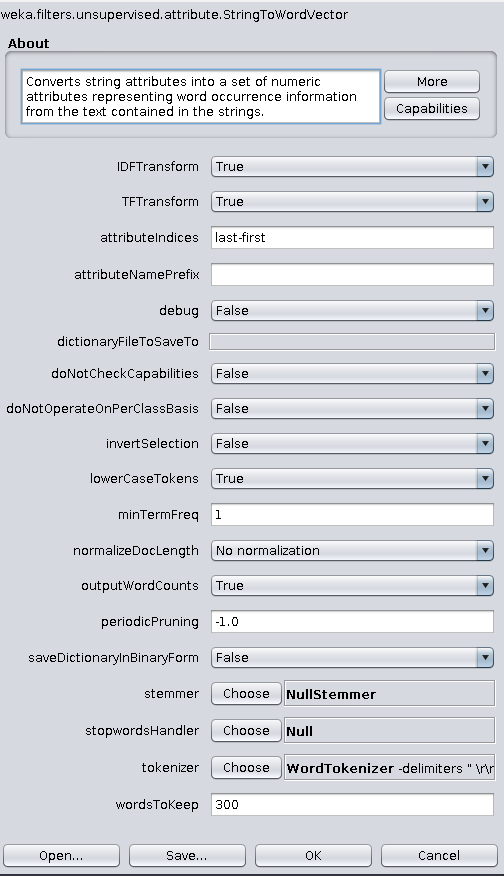 weka.filters.unsupervised.attribute.StringToWordVector
About
Converts string attributes into a set of numeric
attributes representing word occurrence information
from the text contained in the strings.
More
Capabilities
IDFTransform True
TFTransform True
attributeIndices last-first
attributeNamePrefix
debug False
dictionaryFileToSaveTo
doNotCheckCapabilities False
doNotOperateOnPerClassBasis False
invertSelection False
lowerCaseTokens True
minTermFreq 1
normalizeDocLength No normalization
outputWordCounts True
periodicPruning -1.0
saveDictionaryInBinaryForm False
stemmer Choose NullStemmer
stopwordsHandler Choose Null
tokenizer Choose WordTokenizer -delimiters " \r\r
wordsToKeep 300
Open... Save... OK Cancel